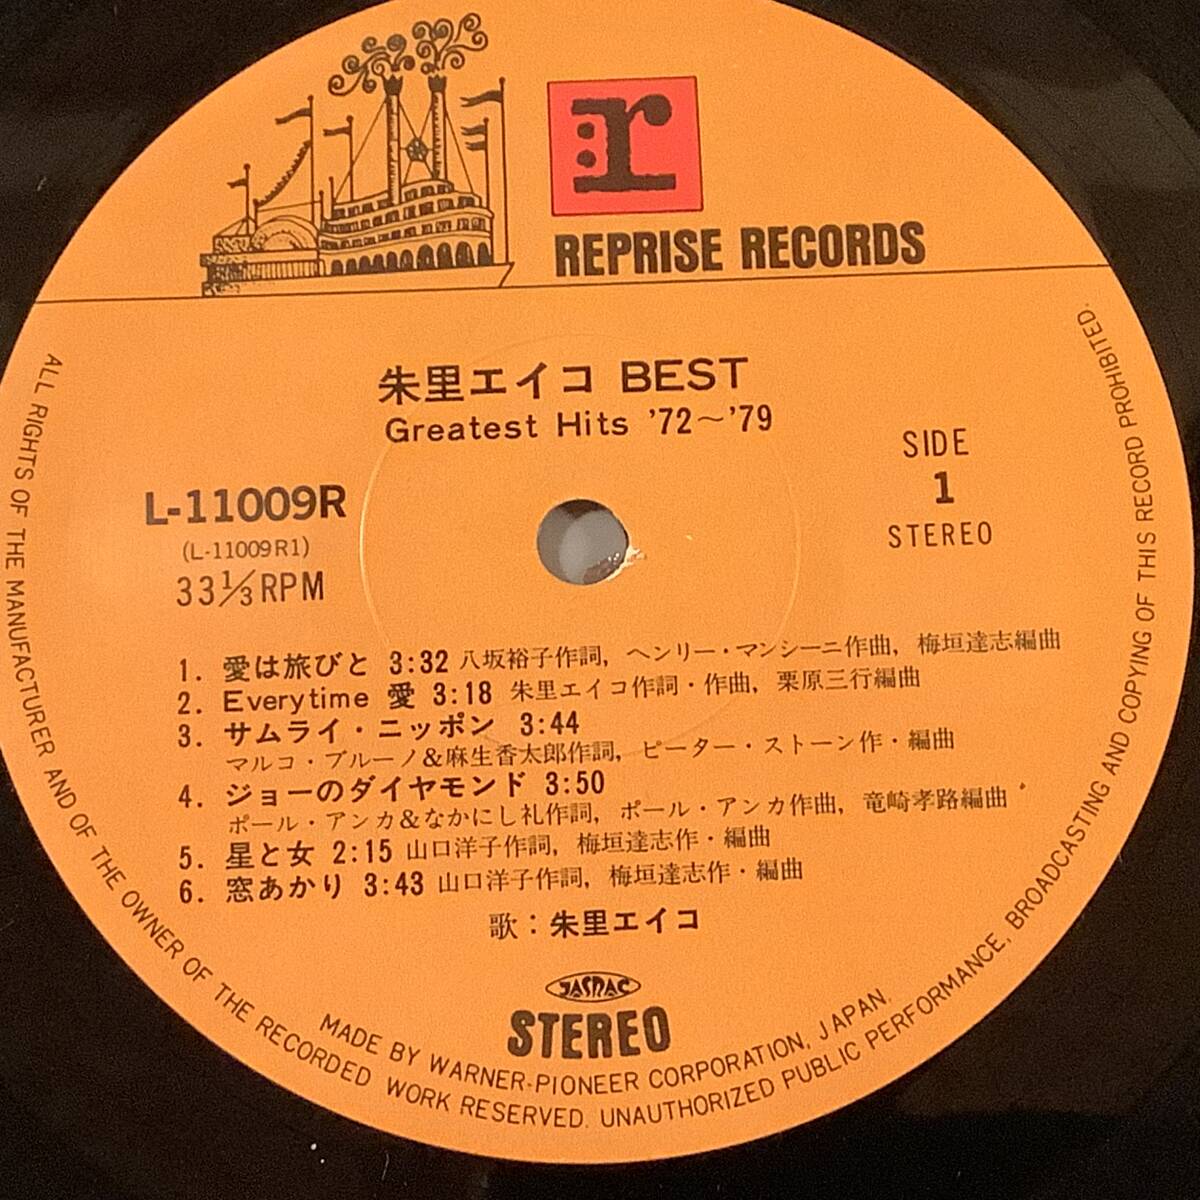 r
REPRISE RECORDS
朱里エイコ BEST
Greatest Hits '72～'79
L-11009R
(L-11009R1)
33⅓RPM
SIDE
1
STEREO
1. 愛は旅びと 3:32 八坂裕子作詞, ヘンリー・マンシーニ作曲, 梅垣達志編曲
2. Everytime 愛 3:18 朱里エイコ作詞・作曲, 栗原三行編曲
3. サムライ・ニッポン 3:44
マルコ・ブルーノ&麻生香太郎作詞, ピーター・ストーン作・編曲
4. ジョーのダイヤモンド 3:50
ポール・アンカ&なかにし礼作詞, ポール・アンカ作曲, 竜崎孝路編曲
5. 星と女 2:15 山口洋子作詞, 梅垣達志作・編曲
6. 窓あかり 3:43 山口洋子作詞, 梅垣達志作・編曲
歌：朱里エイコ
JASRAC
STEREO
MADE BY WARNER-PIONEER CORPORATION, JAPAN.
ALL RIGHTS OF THE MANUFACTURER AND OF THE OWNER OF THE RECORDED WORK RESERVED. UNAUTHORIZED PUBLIC PERFORMANCE, BROADCASTING AND COPYING OF THIS RECORD PROHIBITED.